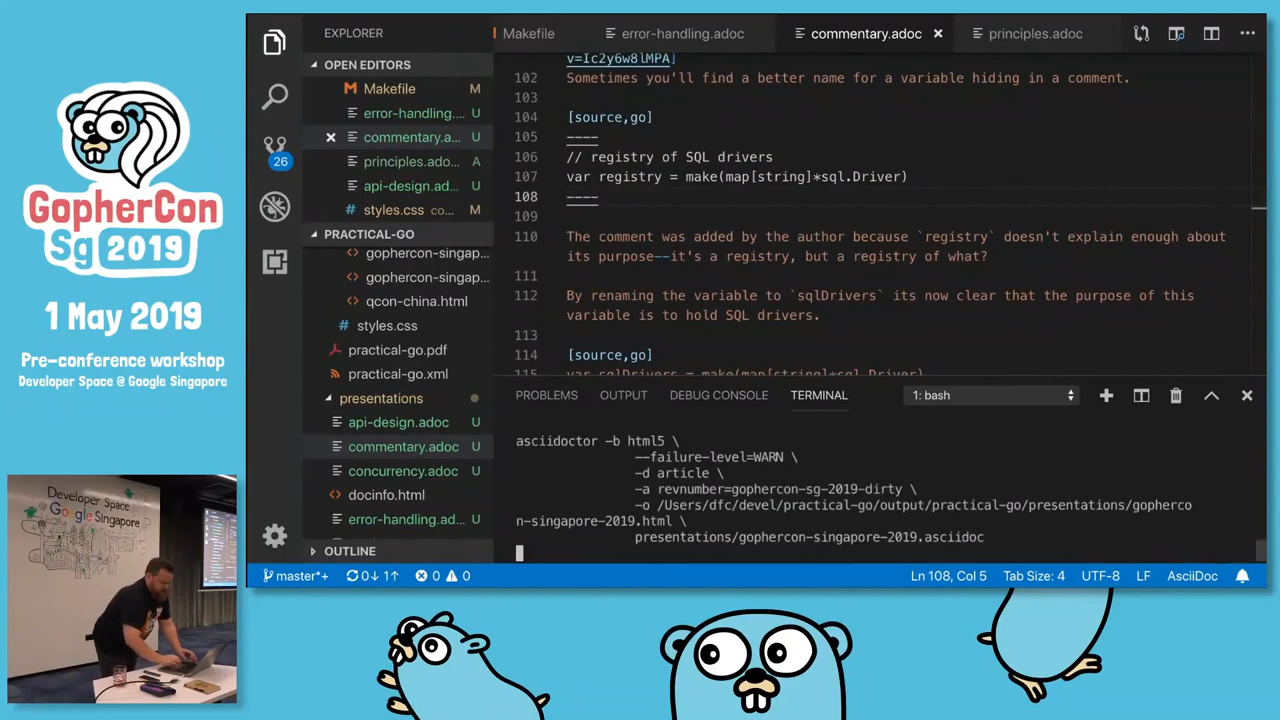 GopherCon
Sg 2019
1 May 2019
Pre-conference workshop
Developer Space @ Google Singapore
Developer Space
@ Google Singapore
EXPLORER
OPEN EDITORS
Makefile M
error-handling.... U
commentary.a... U
principles.ado... A
api-design.ad... U
styles.css co... M
26
PRACTICAL-GO
gophercon-singap...
gophercon-singap...
qcon-china.html
styles.css
practical-go.pdf
practical-go.xml
presentations
api-design.adoc U
commentary.adoc U
concurrency.adoc U
docinfo.html
error-handling.ad... U
OUTLINE
Makefile error-handling.adoc commentary.adoc principles.adoc
v=Ic2y6w8lMPA]
102 Sometimes you'll find a better name for a variable hiding in a comment.
103
104 [source,go]
105 ----
106 // registry of SQL drivers
107 var registry = make(map[string]*sql.Driver)
108 ----
109
110 The comment was added by the author because `registry` doesn't explain enough about
its purpose--it's a registry, but a registry of what?
111
112 By renaming the variable to `sqlDrivers` its now clear that the purpose of this
variable is to hold SQL drivers.
113
114 [source,go]
115 var sqlDrivers = make(map[string]*sql.Driver)
PROBLEMS OUTPUT DEBUG CONSOLE TERMINAL 1: bash
asciidoctor -b html5 \
--failure-level=WARN \
-d article \
-a revnumber=gophercon-sg-2019-dirty \
-o /Users/dfc/devel/practical-go/output/practical-go/presentations/gopherco
n-singapore-2019.html \
presentations/gophercon-singapore-2019.asciidoc
master*+ 0↓ 1↑ 0 0 Ln 108, Col 5 Tab Size: 4 UTF-8 LF AsciiDoc